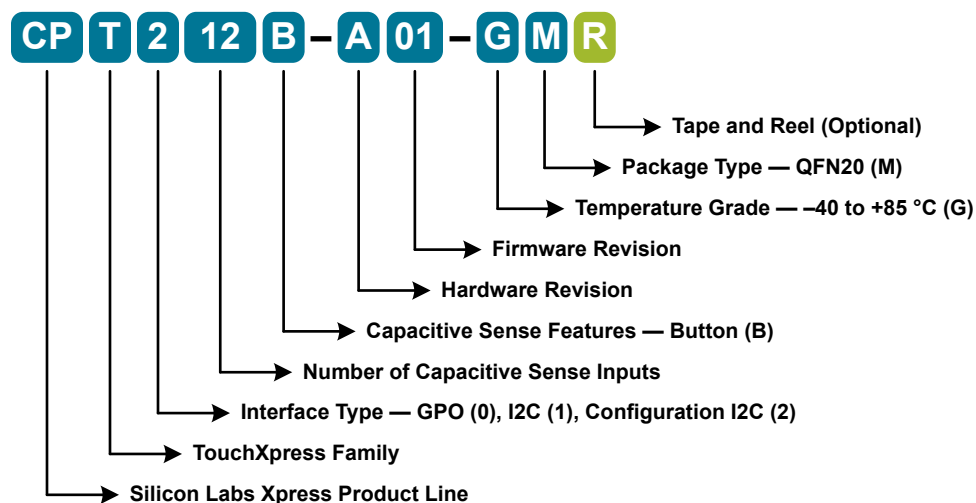 CP T 2 12 B – A 01 – G M R
Tape and Reel (Optional)
Package Type — QFN20 (M)
Temperature Grade — –40 to +85 °C (G)
Firmware Revision
Hardware Revision
Capacitive Sense Features — Button (B)
Number of Capacitive Sense Inputs
Interface Type — GPO (0), I2C (1), Configuration I2C (2)
TouchXpress Family
Silicon Labs Xpress Product Line